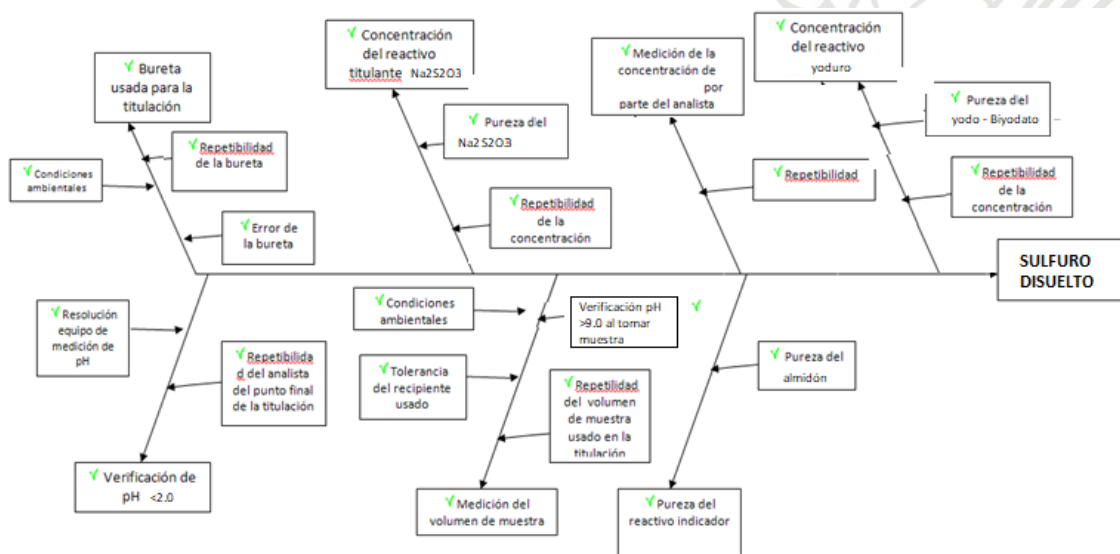 √ Bureta
usada para la
titulación
√ Repetibilidad
de la bureta
√ Condiciones
ambientales
√ Error de
la bureta
√ Concentración
del reactivo
titulante Na2S2O3
√ Pureza del
Na2S2O3
√ Repetibilidad
de la
concentración
√ Medición de la
concentración de
por
parte del analista
√ Repetibilidad
√ Concentración
del reactivo
yoduro
√ Pureza del
yodo - Biyodato
√ Repetibilidad
de la
concentración
SULFURO
DISUELTO
√ Resolución
equipo de
medición de
pH
√ Repetibilida
d del analista
del punto final
de la titulación
√ Verificación de
pH <2.0
√ Condiciones
ambientales
Verificación pH √
>9.0 al tomar
muestra
√ Tolerancia
del recipiente
usado
√ Repetilidad
del volumen
de muestra
usado en la
titulación
√ Medición del
volumen de muestra
√ Pureza del
almidón
√ Pureza del
reactivo indicador